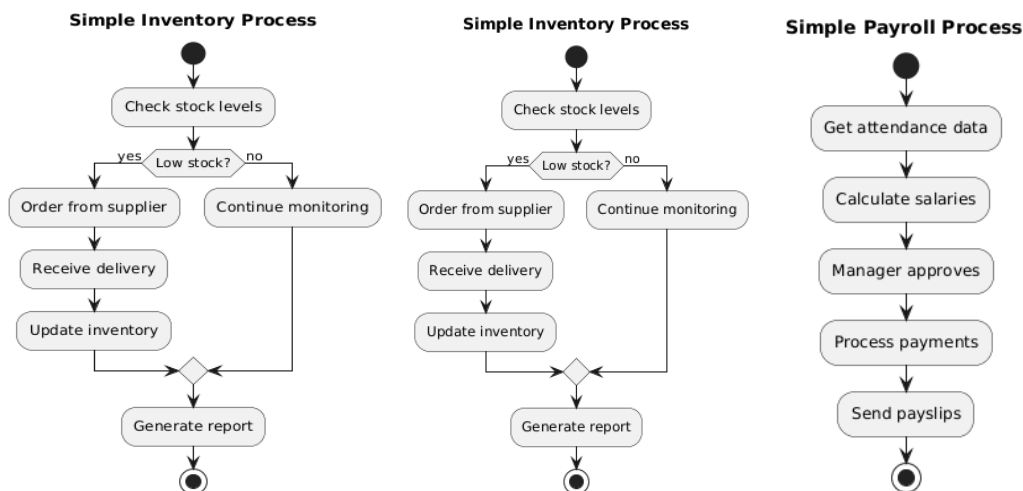 Simple Inventory Process
Check stock levels
yes
Low stock?
no
Order from supplier
Continue monitoring
Receive delivery
Update inventory
Generate report
Simple Inventory Process
Check stock levels
yes
Low stock?
no
Order from supplier
Continue monitoring
Receive delivery
Update inventory
Generate report
Simple Payroll Process
Get attendance data
Calculate salaries
Manager approves
Process payments
Send payslips